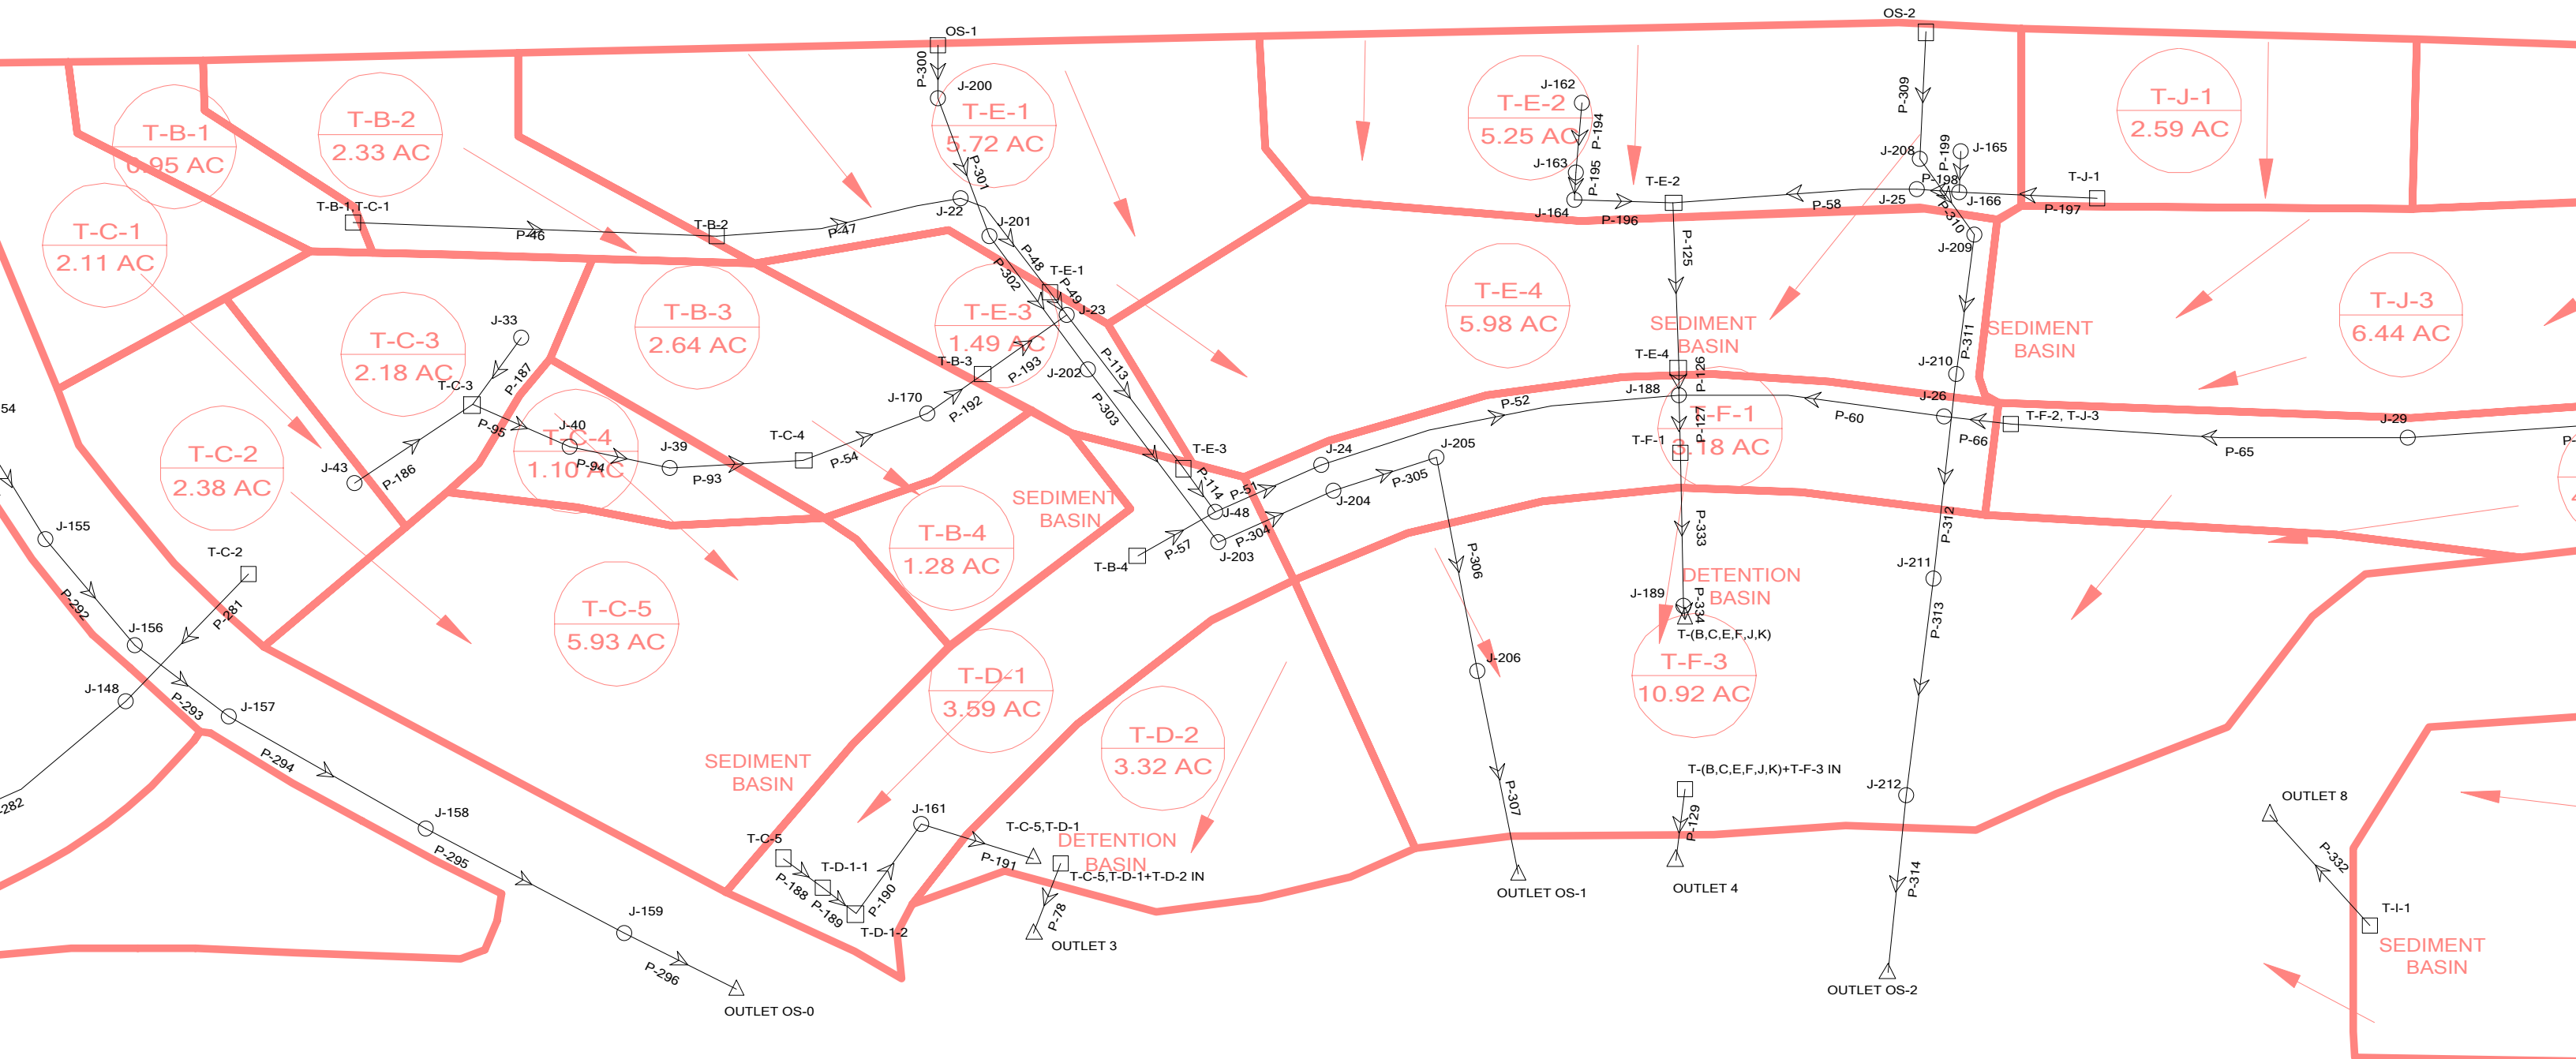 OS-1
OS-2
P-300
J-200
T-E-1
5.72 AC
P-301
T-B-1
0.95 AC
T-B-2
2.33 AC
T-B-1,T-C-1
P-46
T-B-2
P-47
J-22
J-201
P-48
T-E-1
P-49
P-302
J-23
T-E-2
5.25 AC
J-162
P-194
J-163
P-195
J-164
P-196
T-E-2
P-58
P-309
J-208
P-199
J-165
P-198
J-25
J-166
P-310
P-197
T-J-1
J-209
T-J-1
2.59 AC
T-C-1
2.11 AC
T-C-3
2.18 AC
J-33
P-187
T-C-3
T-B-3
2.64 AC
T-E-3
1.49 AC
T-B-3
P-193
J-202
P-113
P-303
P-192
J-170
T-E-4
5.98 AC
P-125
SEDIMENT
BASIN
T-E-4
P-126
J-188
P-127
T-F-1
3.18 AC
T-F-1
P-52
P-60
J-26
P-66
P-311
J-210
SEDIMENT
BASIN
T-J-3
6.44 AC
T-F-2, T-J-3
J-29
P-65
P-
54
T-C-2
2.38 AC
J-43
P-186
P-95
J-40
T-C-4
1.10 AC
P-94
J-39
P-93
T-C-4
P-54
T-B-4
1.28 AC
SEDIMENT
BASIN
T-E-3
P-114
P-51
J-48
P-57
T-B-4
P-304
J-203
J-24
J-204
P-305
J-205
P-306
P-333
P-312
J-155
T-C-2
P-292
J-156
P-281
T-C-5
5.93 AC
J-148
P-293
J-157
P-294
-282
J-158
P-295
J-159
P-296
OUTLET OS-0
T-D-1
3.59 AC
T-D-2
3.32 AC
SEDIMENT
BASIN
T-C-5
P-188
T-D-1-1
P-189
T-D-1-2
P-190
J-161
P-191
T-C-5,T-D-1
DETENTION
BASIN
T-C-5,T-D-1+T-D-2 IN
P-78
OUTLET 3
J-206
P-307
OUTLET OS-1
DETENTION
BASIN
J-189
P-334
T-(B,C,E,F,J,K)
T-F-3
10.92 AC
T-(B,C,E,F,J,K)+T-F-3 IN
P-129
OUTLET 4
J-211
P-313
J-212
P-314
OUTLET OS-2
OUTLET 8
P-332
T-I-1
SEDIMENT
BASIN